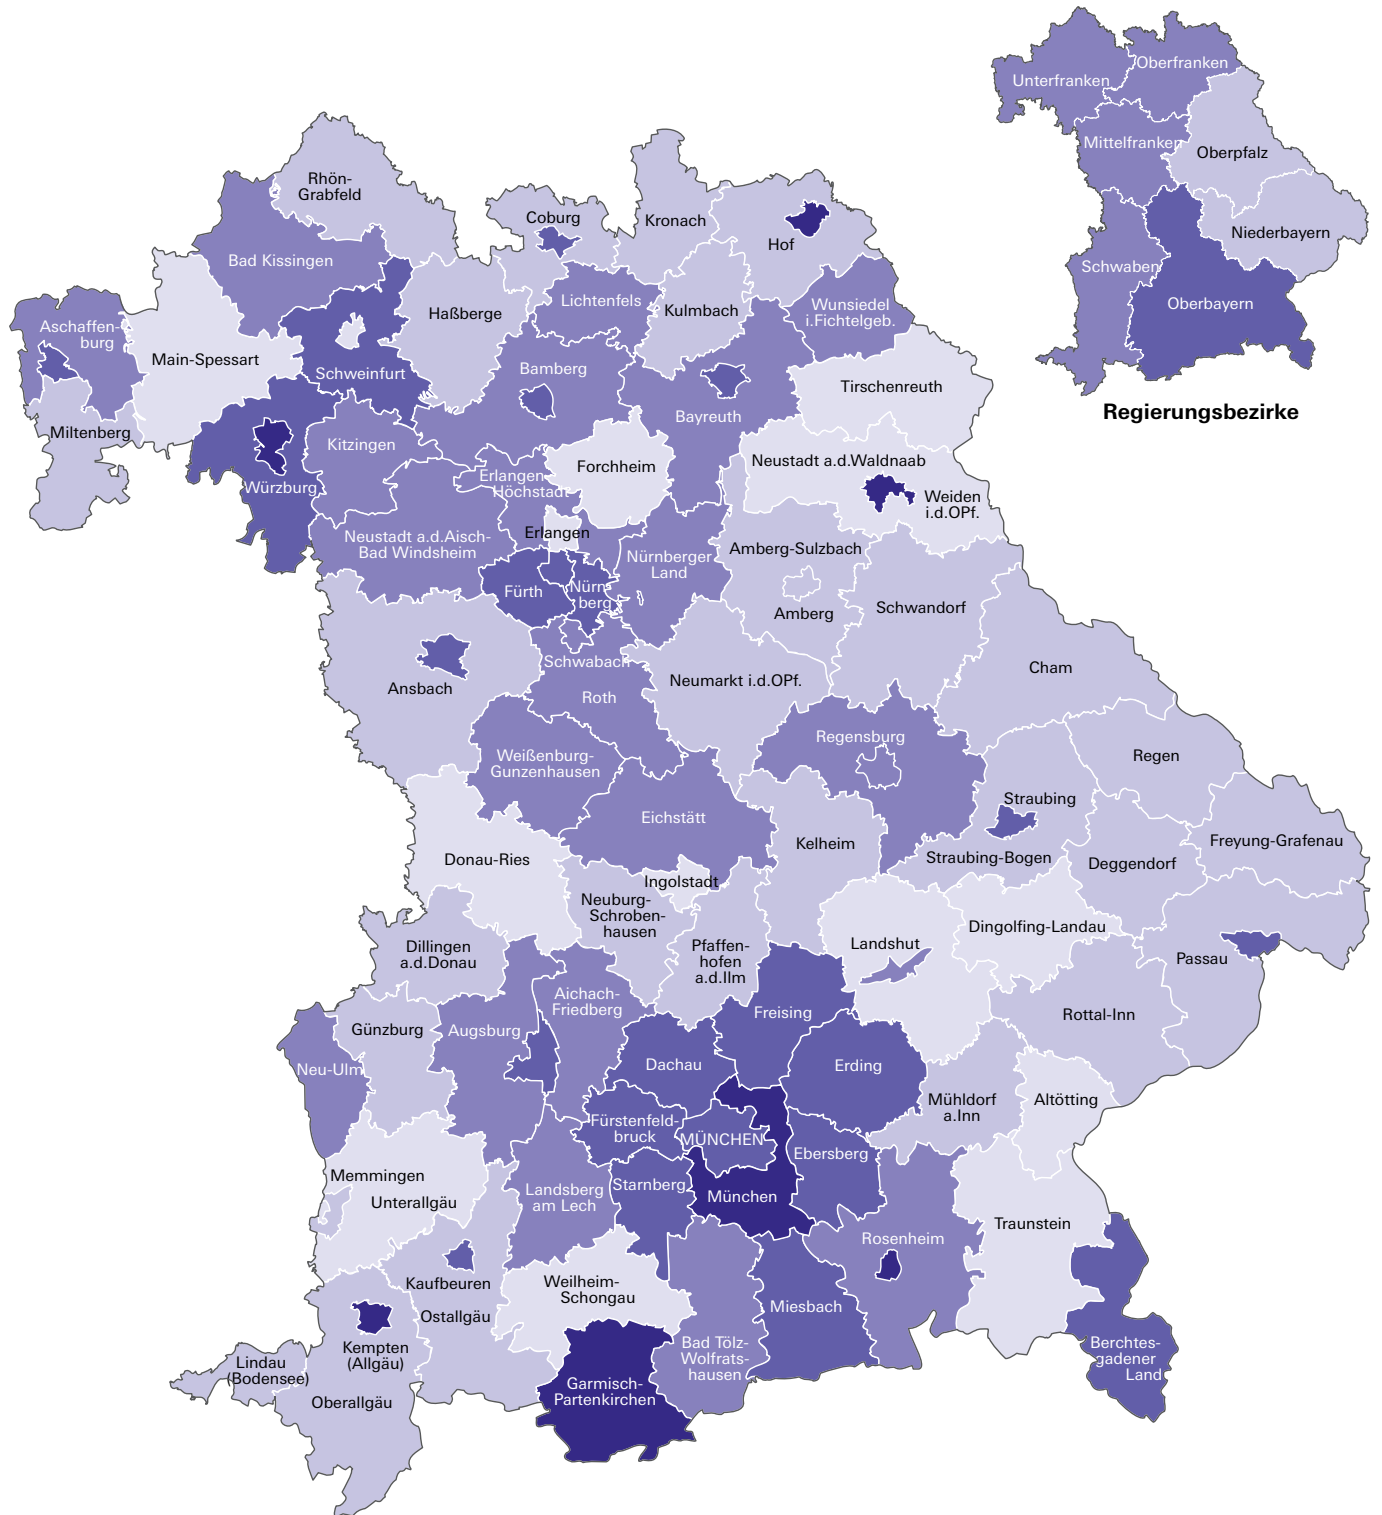 Unterfranken
Oberfranken
Mittelfranken
Oberpfalz
Niederbayern
Schwaben
Oberbayern
Regierungsbezirke
Rhön-
Grabfeld
Coburg
Kronach
Hof
Bad Kissingen
Lichtenfels
Kulmbach
Wunsiedel
i.Fichtelgeb.
Haßberge
Aschaffen-
burg
Main-Spessart
Schweinfurt
Bamberg
Bayreuth
Tirschenreuth
Miltenberg
Kitzingen
Würzburg
Erlangen-
Höchstadt
Forchheim
Neustadt a.d.Waldnaab
Weiden
i.d.OPf.
Neustadt a.d.Aisch-
Bad Windsheim
Erlangen
Nürnberger
Land
Amberg-Sulzbach
Amberg
Schwandorf
Fürth
Nürn-
berg
Ansbach
Schwabach
Roth
Neumarkt i.d.OPf.
Cham
Weißenburg-
Gunzenhausen
Regensburg
Regen
Eichstätt
Kelheim
Straubing
Straubing-Bogen
Deggendorf
Freyung-Grafenau
Donau-Ries
Ingolstadt
Neuburg-
Schroben-
hausen
Pfaffen-
hofen
a.d.Ilm
Landshut
Dingolfing-Landau
Passau
Dillingen
a.d.Donau
Aichach-
Friedberg
Freising
Rottal-Inn
Günzburg
Augsburg
Neu-Ulm
Dachau
Erding
Mühldorf
a.Inn
Altötting
Fürstenfeld-
bruck
MÜNCHEN
Ebersberg
München
Memmingen
Unterallgäu
Landsberg
am Lech
Starnberg
Rosenheim
Traunstein
Kaufbeuren
Ostallgäu
Weilheim-
Schongau
Miesbach
Kempten
(Allgäu)
Lindau
(Bodensee)
Oberallgäu
Garmisch-
Partenkirchen
Bad Tölz-
Wolfrats-
hausen
Berchtes-
gadener
Land